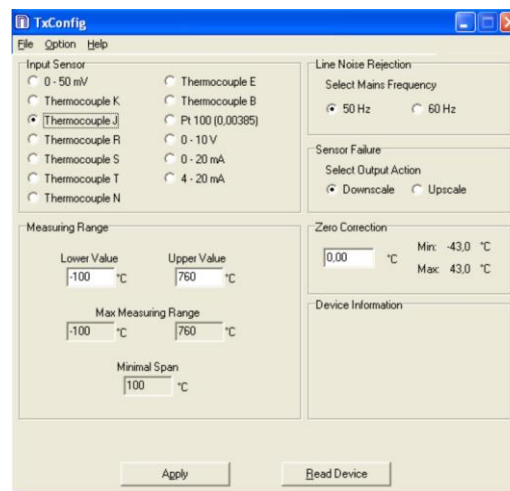 TxConfig
File Option Help
Input Sensor
0 - 50 mV
Thermocouple K
Thermocouple J
Thermocouple R
Thermocouple S
Thermocouple T
Thermocouple N
Thermocouple E
Thermocouple B
Pt 100 (0,00385)
0 - 10 V
0 - 20 mA
4 - 20 mA
Line Noise Rejection
Select Mains Frequency
50 Hz 60 Hz
Sensor Failure
Select Output Action
Downscale Upscale
Measuring Range
Lower Value Upper Value
-100 °C 760 °C
Max Measuring Range
-100 °C 760 °C
Minimal Span
100 °C
Zero Correction
0,00 °C
Min: -43,0 °C
Max: 43,0 °C
Device Information
Apply Read Device